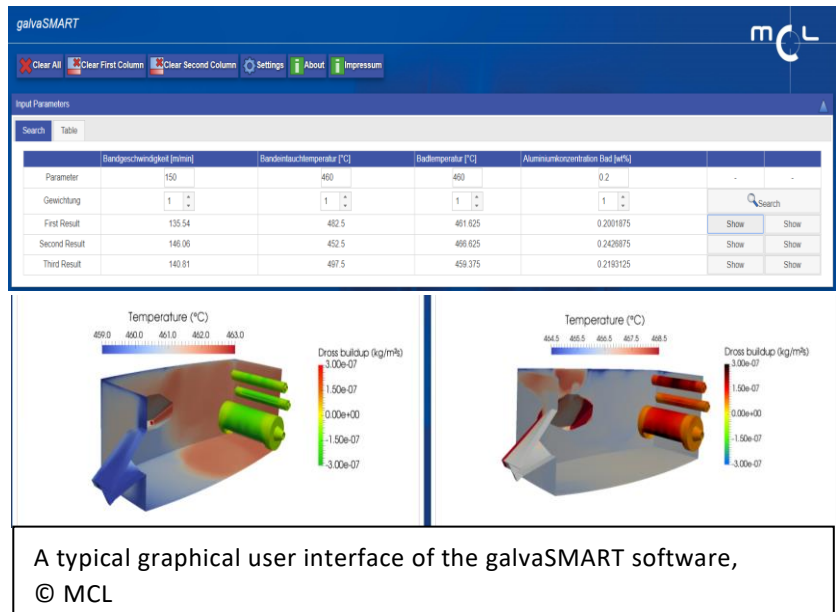 galvaSMART
mCL
Clear All Clear First Column Clear Second Column Settings About Impressum
Input Parameters
Search Table
Bandgeschwindigkeit [m/min] Bandeintauchtemperatur [°C] Badtemperatur [°C] Aluminiumkonzentration Bad [wt%]
Parameter 150 460 460 0.2 - -
Gewichtung 1 1 1 1 Search
First Result 135.54 482.5 461.625 0.2001875 Show Show
Second Result 146.06 452.5 466.625 0.2426875 Show Show
Third Result 140.81 497.5 459.375 0.2193125 Show Show
Temperature (°C)
459.0 460.0 461.0 462.0 463.0
Dross buildup (kg/m²s)
3.00e-07
1.50e-07
0.00e+00
-1.50e-07
-3.00e-07
Temperature (°C)
464.5 465.5 466.5 467.5 468.5
Dross buildup (kg/m²s)
3.00e-07
1.50e-07
0.00e+00
-1.50e-07
-3.00e-07
A typical graphical user interface of the galvaSMART software,
© MCL